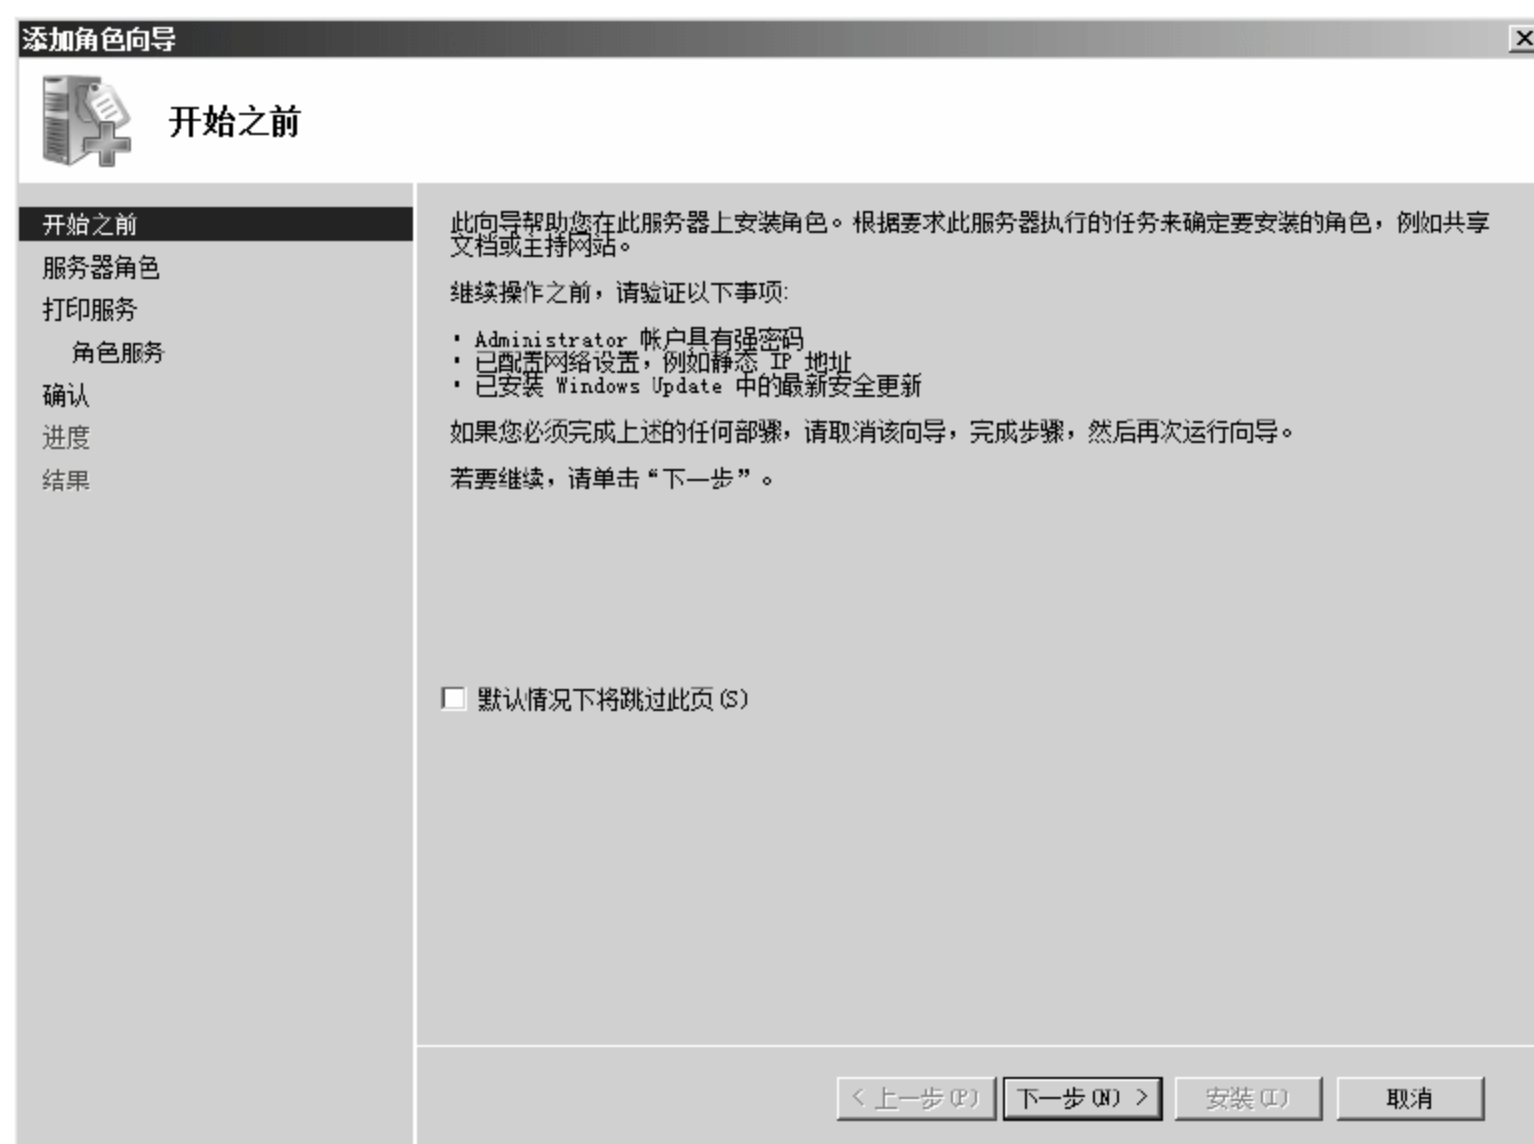 添加角色向导
开始之前
开始之前
服务器角色
打印服务
角色服务
确认
进度
结果
此向导帮助您在此服务器上安装角色。根据要求此服务器执行的任务来确定要安装的角色，例如共享
文档或主持网站。
继续操作之前，请验证以下事项:
· Administrator 帐户具有强密码
· 已配置网络设置，例如静态 IP 地址
· 已安装 Windows Update 中的最新安全更新
如果您必须完成上述的任何部骤，请取消该向导，完成步骤，然后再次运行向导。
若要继续，请单击“下一步”。
默认情况下将跳过此页(S)
< 上一步(P) 下一步(N) > 安装(I) 取消